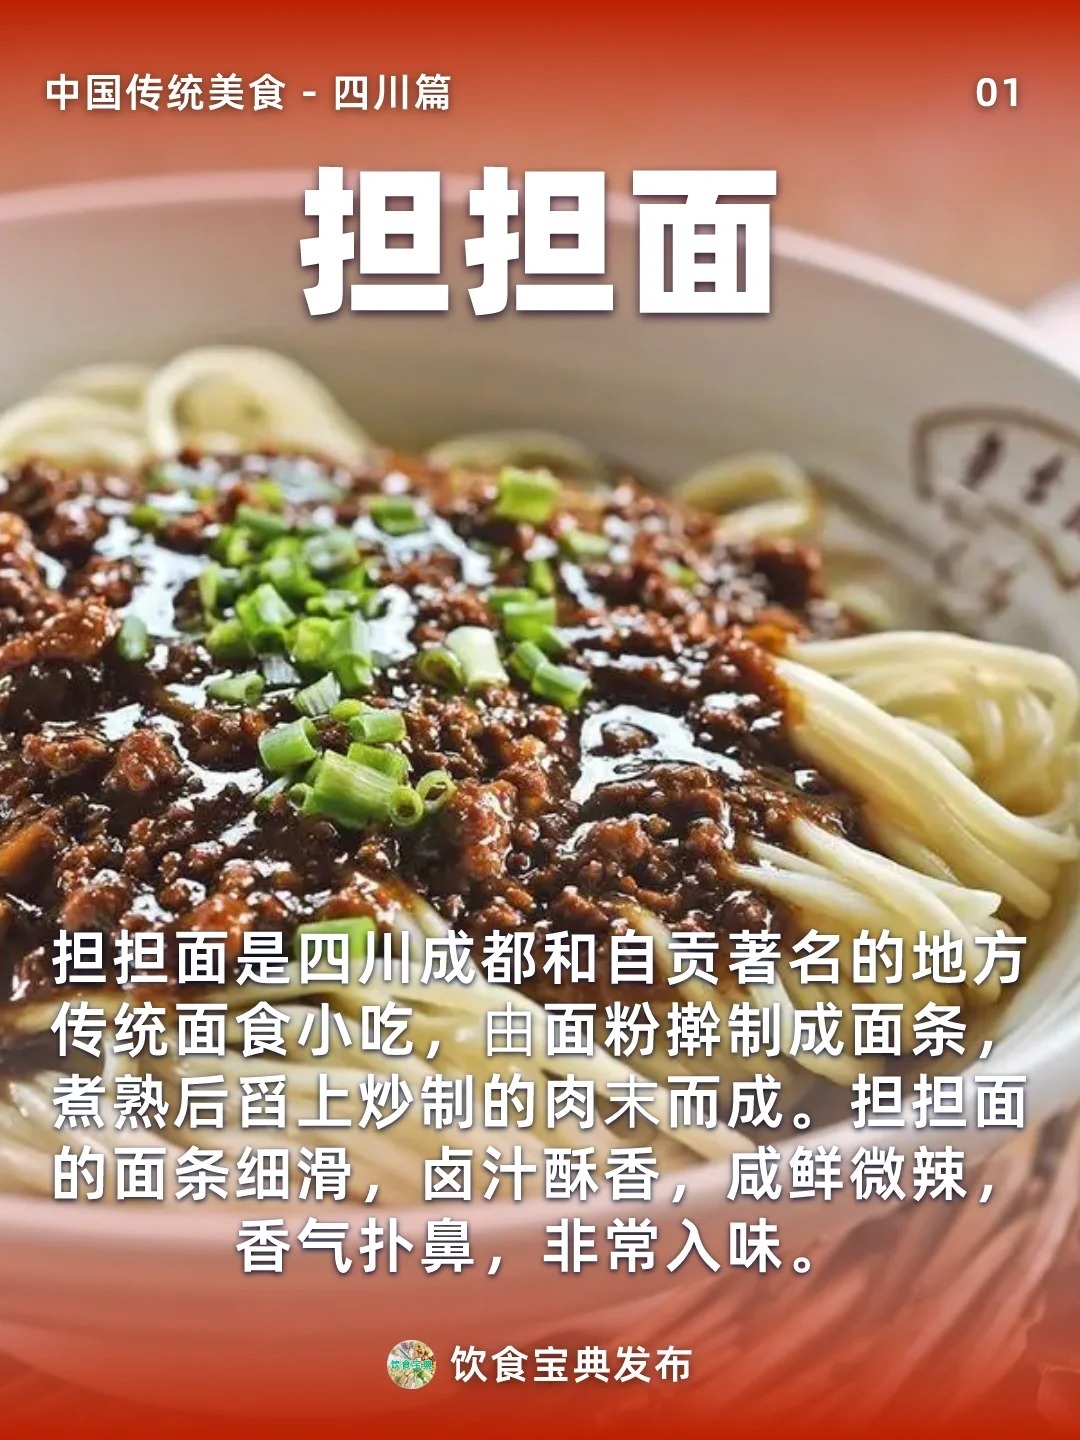 中国传统美食 - 四川篇
01
担担面
担担面是四川成都和自贡著名的地方
传统面食小吃，由面粉擀制成面条，
煮熟后舀上炒制的肉末而成。担担面
的面条细滑，卤汁酥香，咸鲜微辣，
香气扑鼻，非常入味。
饮食宝典
饮食宝典发布